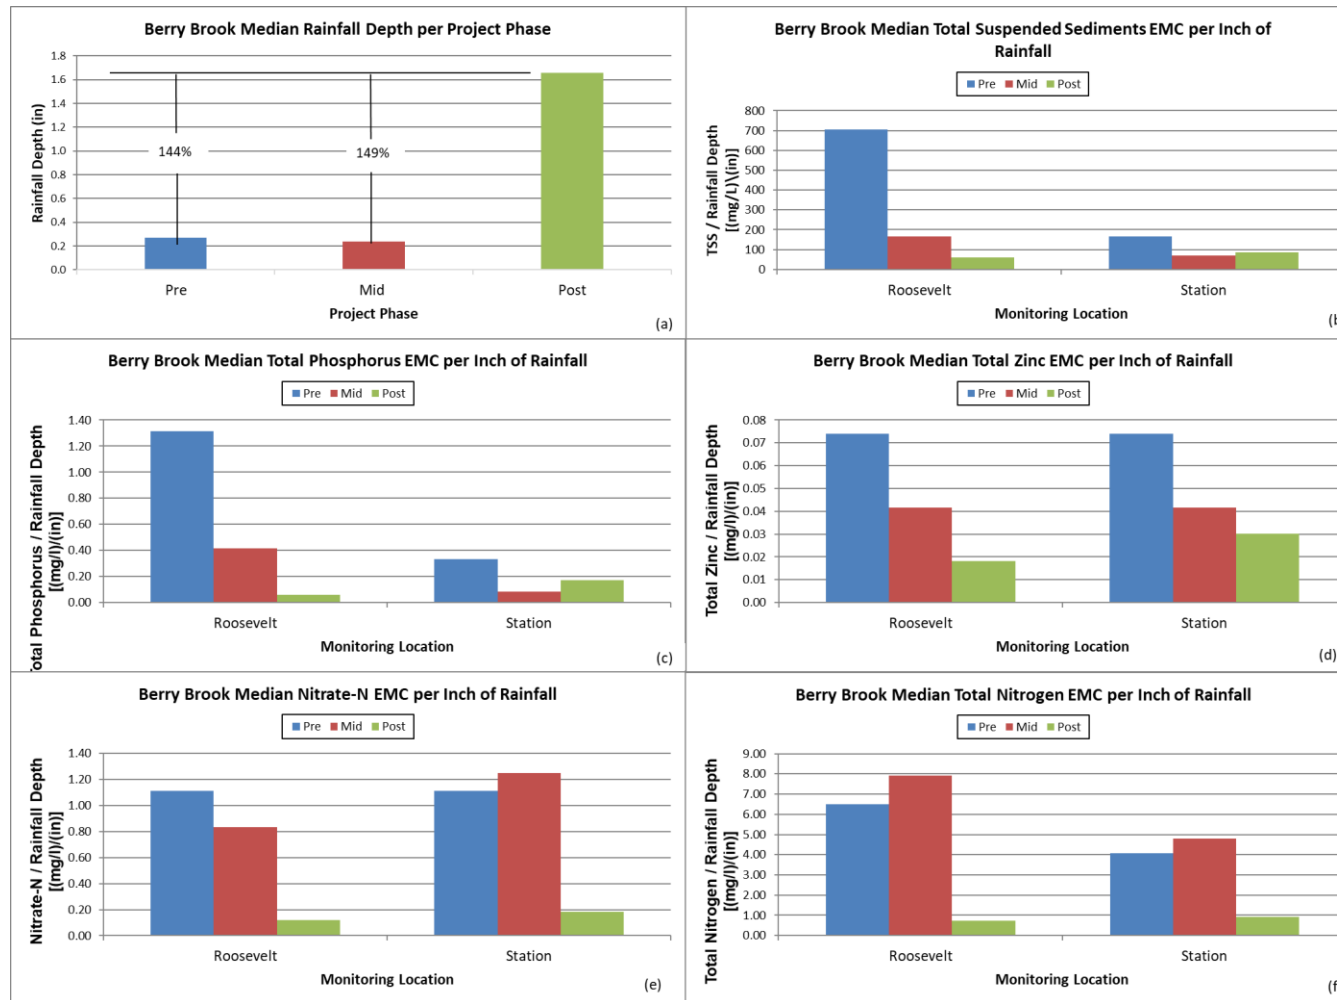 Berry Brook Median Rainfall Depth per Project Phase
Rainfall Depth (in)
1.8
1.6
1.4
1.2
1.0
0.8
0.6
0.4
0.2
0.0
144%
149%
Pre
Mid
Post
Project Phase
(a)
Berry Brook Median Total Suspended Sediments EMC per Inch of
Rainfall
Pre Mid Post
TSS / Rainfall Depth
[(mg/L)\(in)]
800
700
600
500
400
300
200
100
0
Roosevelt
Station
Monitoring Location
(b
Berry Brook Median Total Phosphorus EMC per Inch of Rainfall
Pre Mid Post
otal Phosphorus / Rainfall Depth
[(mg/l)/(in)]
1.40
1.20
1.00
0.80
0.60
0.40
0.20
0.00
Roosevelt
Station
Monitoring Location
(c)
Berry Brook Median Total Zinc EMC per Inch of Rainfall
Pre Mid Post
Total Zinc / Rainfall Depth
[(mg/l)/(in)]
0.08
0.07
0.06
0.05
0.04
0.03
0.02
0.01
0.00
Roosevelt
Station
Monitoring Location
(d)
Berry Brook Median Nitrate-N EMC per Inch of Rainfall
Pre Mid Post
Nitrate-N / Rainfall Depth
[(mg/l)/(in)]
1.40
1.20
1.00
0.80
0.60
0.40
0.20
0.00
Roosevelt
Station
Monitoring Location
(e)
Berry Brook Median Total Nitrogen EMC per Inch of Rainfall
Pre Mid Post
Total Nitrogen / Rainfall Depth
[(mg/l)/(in)]
9.00
8.00
7.00
6.00
5.00
4.00
3.00
2.00
1.00
0.00
Roosevelt
Station
Monitoring Location
(f